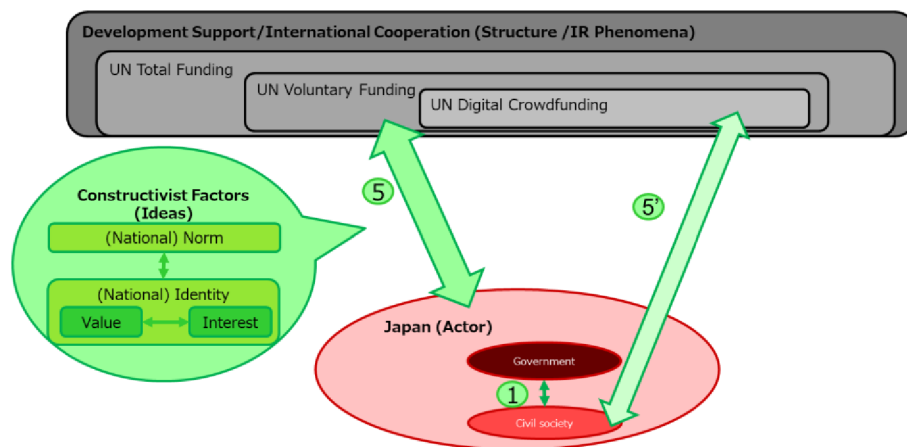 Development Support/International Cooperation (Structure /IR Phenomena)
UN Total Funding
UN Voluntary Funding
UN Digital Crowdfunding
5
5’
Constructivist Factors
(Ideas)
(National) Norm
(National) Identity
Value
Interest
Japan (Actor)
Government
1
Civil society